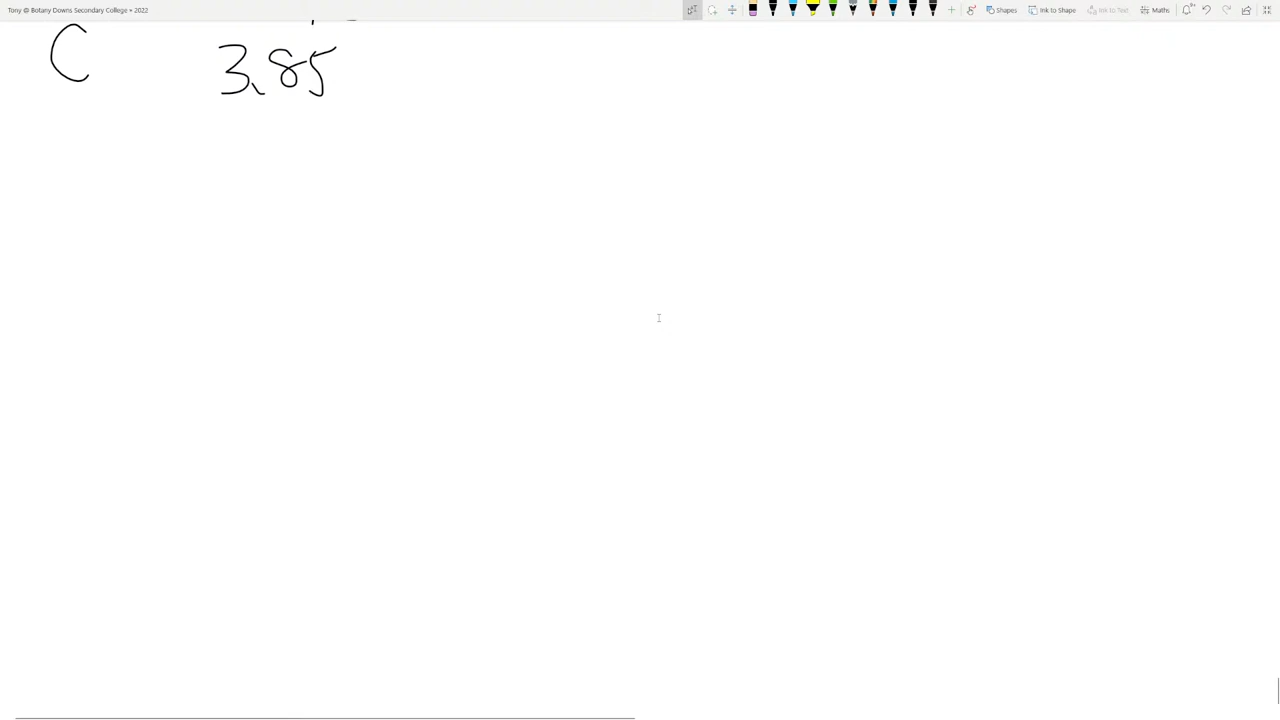 Tony @ Botany Downs Secondary College » 2022
Shapes
Ink to Shape
Ink to Text
Maths
C 3.85